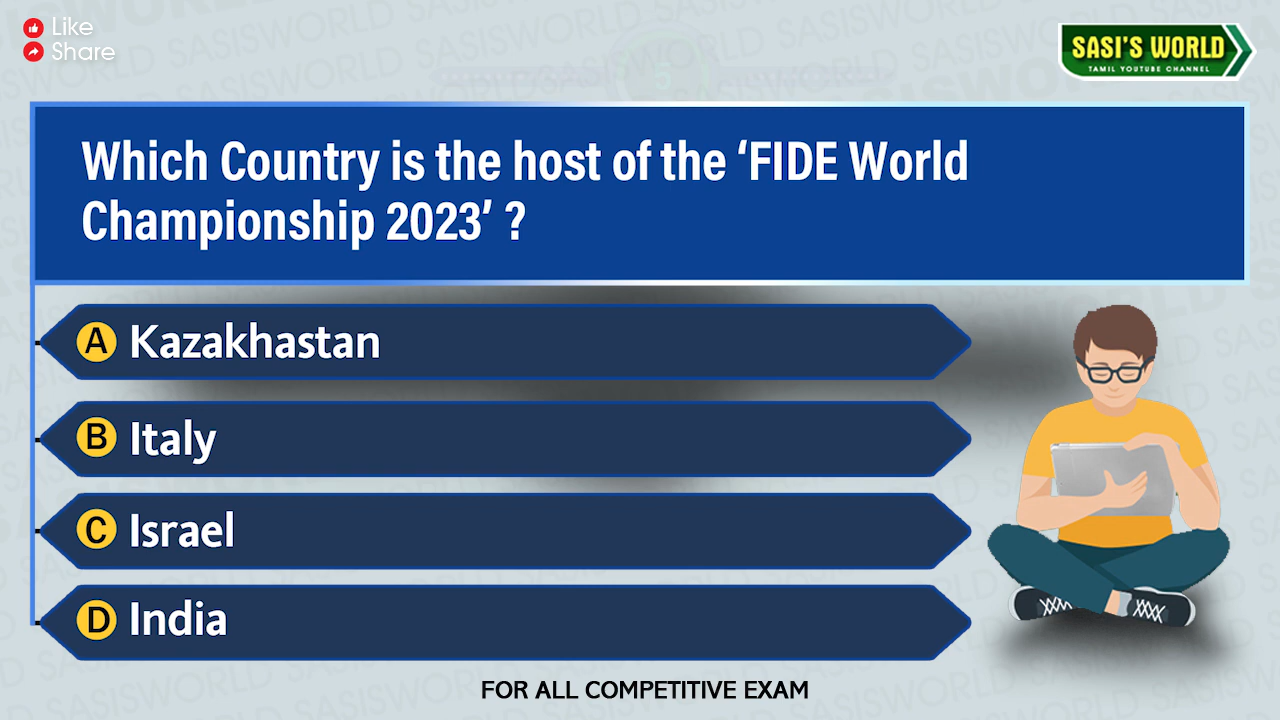 Like
Share
SASI'S WORLD
TAMIL YOUTUBE CHANNEL
Which Country is the host of the ‘FIDE World
Championship 2023’ ?
A Kazakhastan
B Italy
C Israel
D India
FOR ALL COMPETITIVE EXAM